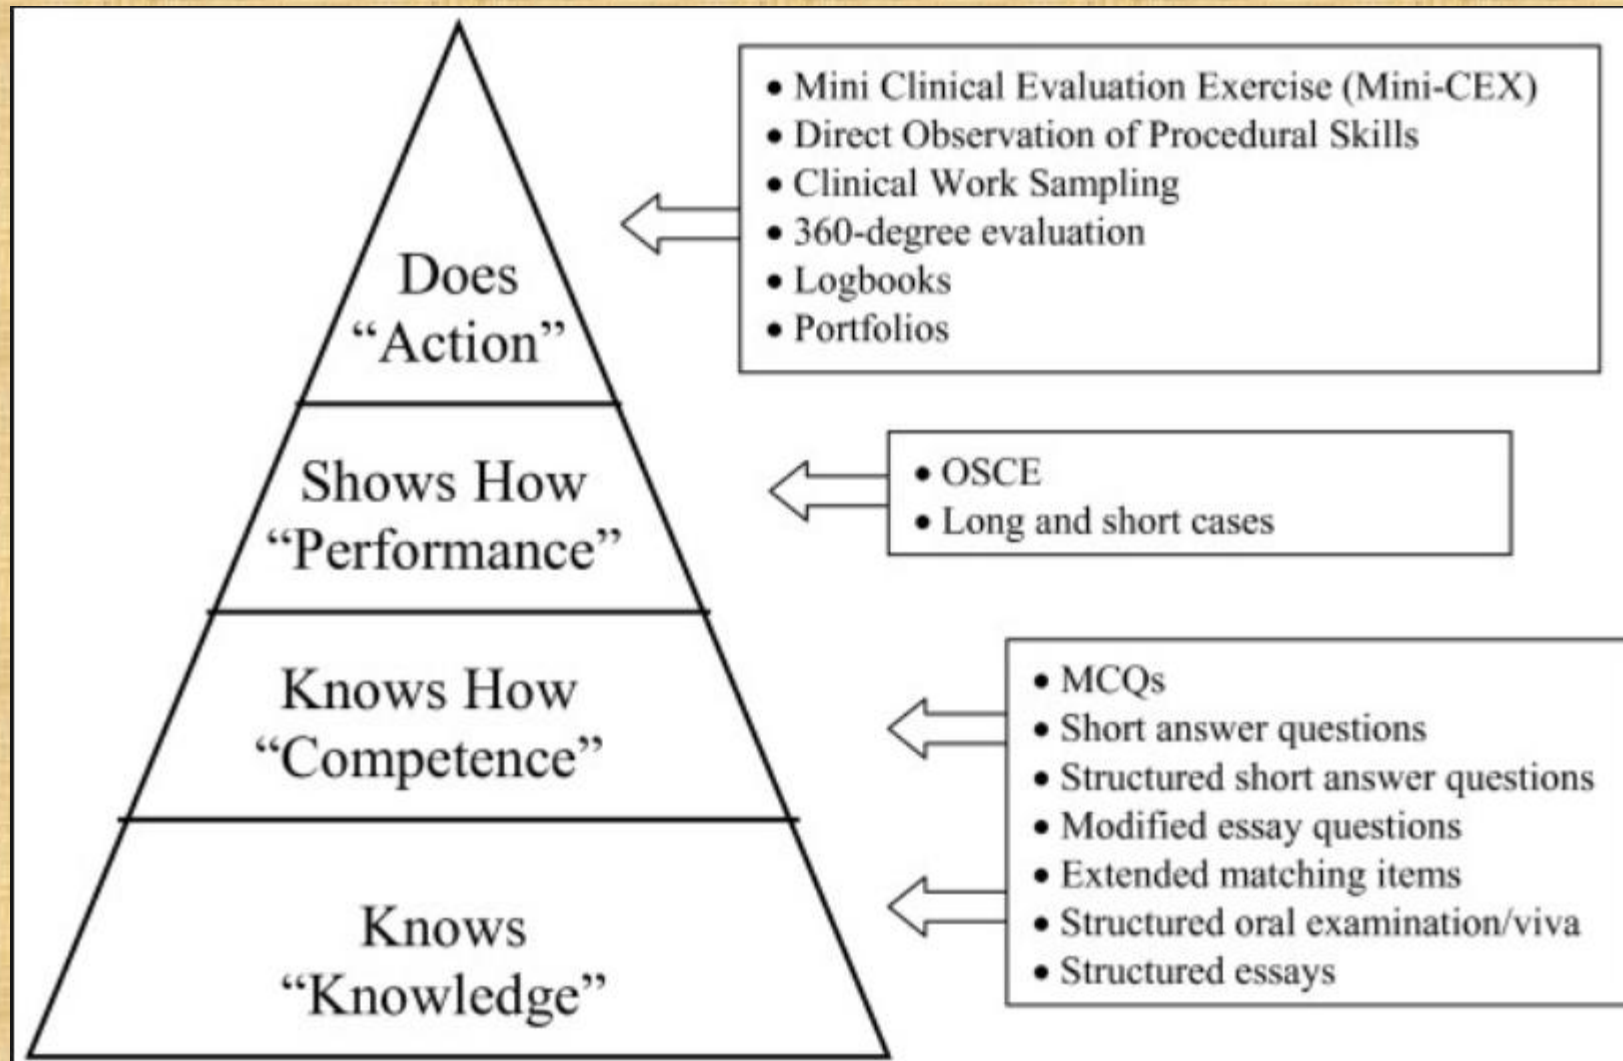 Does
“Action”
• Mini Clinical Evaluation Exercise (Mini-CEX)
• Direct Observation of Procedural Skills
• Clinical Work Sampling
• 360-degree evaluation
• Logbooks
• Portfolios
Shows How
“Performance”
• OSCE
• Long and short cases
Knows How
“Competence”
Knows
“Knowledge”
• MCQs
• Short answer questions
• Structured short answer questions
• Modified essay questions
• Extended matching items
• Structured oral examination/viva
• Structured essays